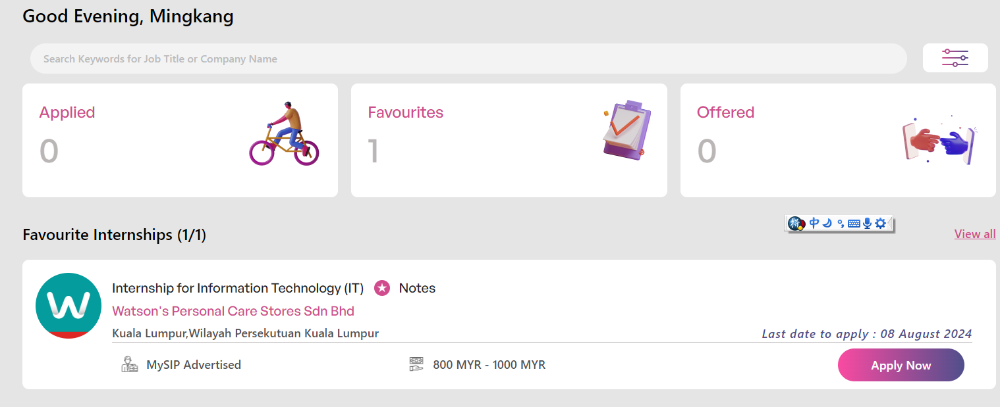 Good Evening, Mingkang
Search Keywords for Job Title or Company Name
Applied
0
Favourites
1
Offered
0
中
Favourite Internships (1/1)
View all
W
Internship for Information Technology (IT) Notes
Watson's Personal Care Stores Sdn Bhd
Kuala Lumpur,Wilayah Persekutuan Kuala Lumpur
Last date to apply : 08 August 2024
MySIP Advertised
800 MYR - 1000 MYR
Apply Now